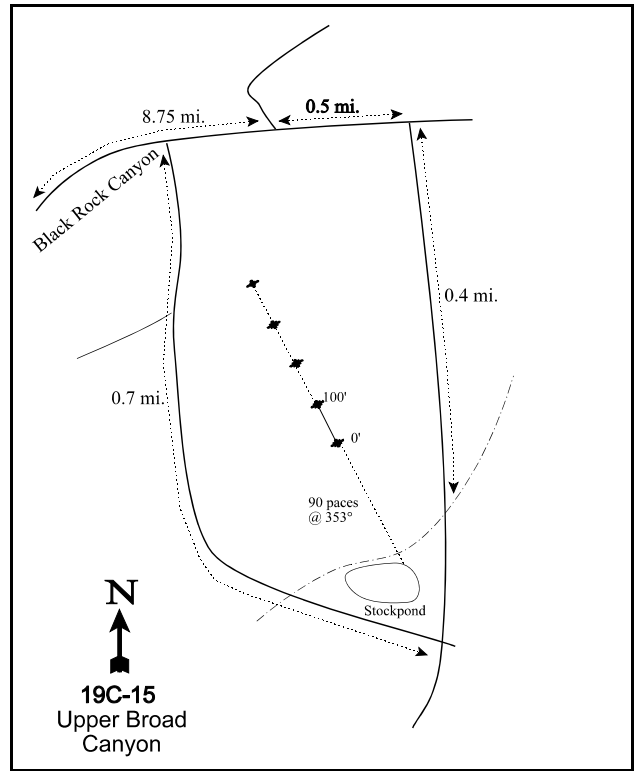 8.75 mi.
0.5 mi.
Black Rock Canyon
0.4 mi.
0.7 mi.
100'
0'
90 paces
@ 353°
Stockpond
N
19C-15
Upper Broad
Canyon